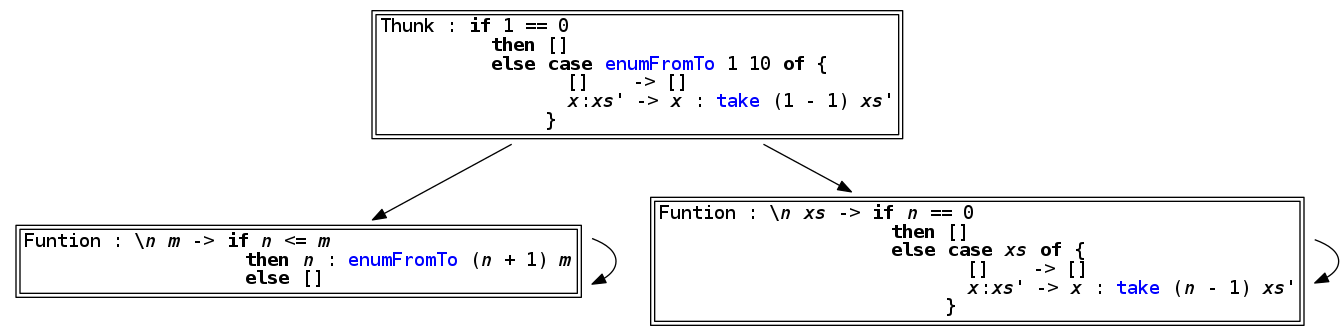 Thunk : if 1 == 0
then []
else case enumFromTo 1 10 of {
[] -> []
x:xs' -> x : take (1 - 1) xs'
}
Funtion : \n m -> if n <= m
then n : enumFromTo (n + 1) m
else []
Funtion : \n xs -> if n == 0
then []
else case xs of {
[] -> []
x:xs' -> x : take (n - 1) xs'
}